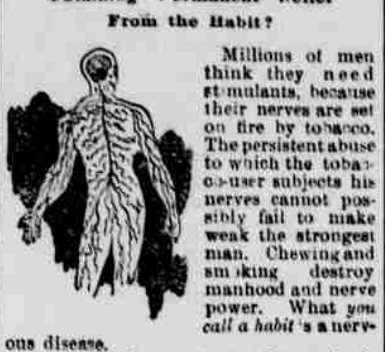 From the Habit?
Millions of men
think they need
stimulants, because
their nerves are set
on fire by tobacco.
The persistent abuse
to which the tobac-
co-user subjects his
nerves cannot pos-
sibly fail to make
weak the strongest
man. Chewing and
smoking destroy
manhood and nerve
power. What you
call a habit 's a nerv-
ous disease.